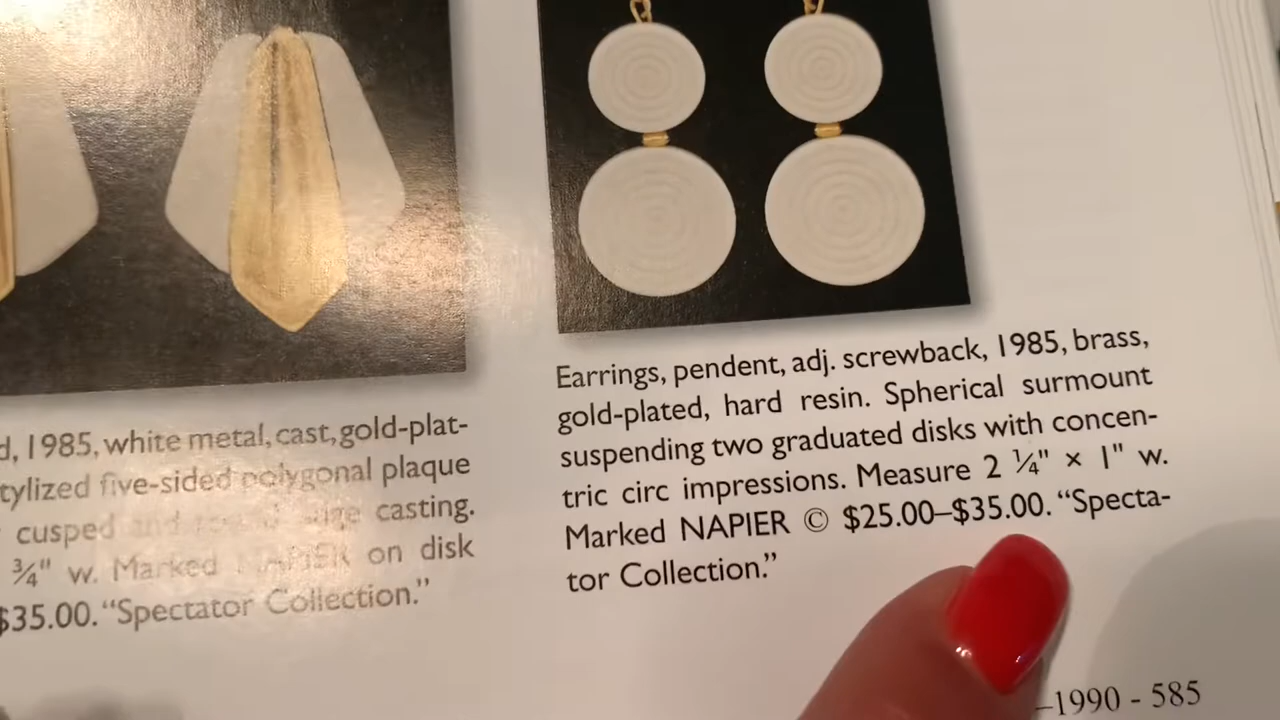 d, 1985, white metal, cast, gold-plat-
tylized five-sided polygonal plaque
cusped and edge casting.
¾" w. Marked NAPIER on disk
$35.00. “Spectator Collection.”
Earrings, pendent, adj. screwback, 1985, brass,
gold-plated, hard resin. Spherical surmount
suspending two graduated disks with concen-
tric circ impressions. Measure 2 ¼" × 1" w.
Marked NAPIER © $25.00–$35.00. “Specta-
tor Collection.”
–1990 - 585